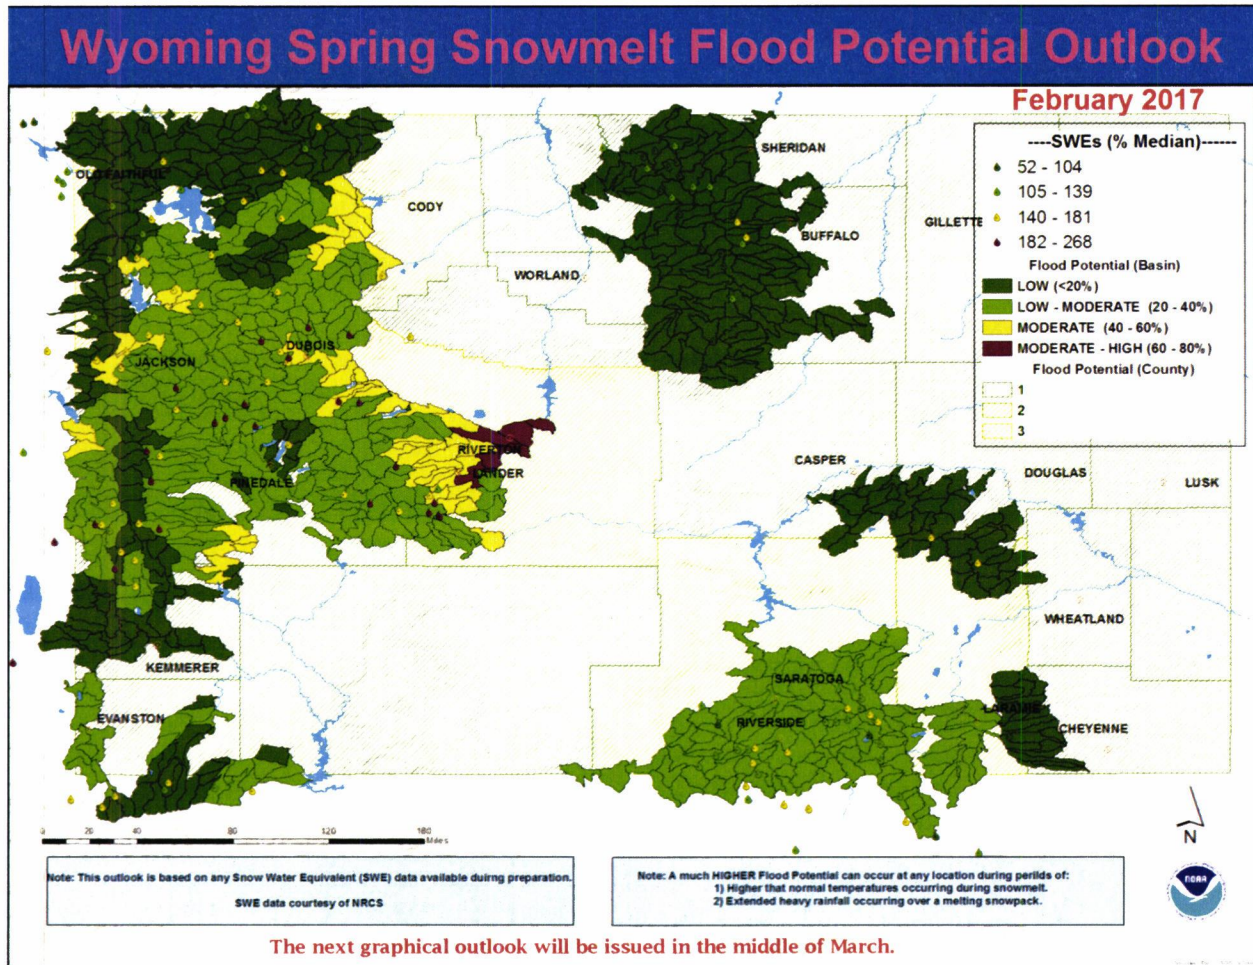 Wyoming Spring Snowmelt Flood Potential Outlook
February 2017
----SWEs (% Median)------
52 - 104
105 - 139
140 - 181
182 - 268
Flood Potential (Basin)
LOW (<20%)
LOW - MODERATE (20 - 40%)
MODERATE (40 - 60%)
MODERATE - HIGH (60 - 80%)
Flood Potential (County)
1
2
3
OLD FAITHFUL
CODY
SHERIDAN
BUFFALO
GILLETTE
WORLAND
JACKSON
DUBOIS
RIVERTON
LANDER
PINEDALE
CASPER
DOUGLAS
LUSK
WHEATLAND
KEMMERER
EVANSTON
SARATOGA
RIVERSIDE
LARAMIE
CHEYENNE
0 20 40 80 120 160
Miles
N
NOAA
Note: This outlook is based on any Snow Water Equivalent (SWE) data available duirng preparation.
SWE data courtesy of NRCS
Note: A much HIGHER Flood Potential can occur at any location during perilds of:
1) Higher that normal temperatures occurring during snowmelt.
2) Extended heavy rainfall occurring over a melting snowpack.
The next graphical outlook will be issued in the middle of March.